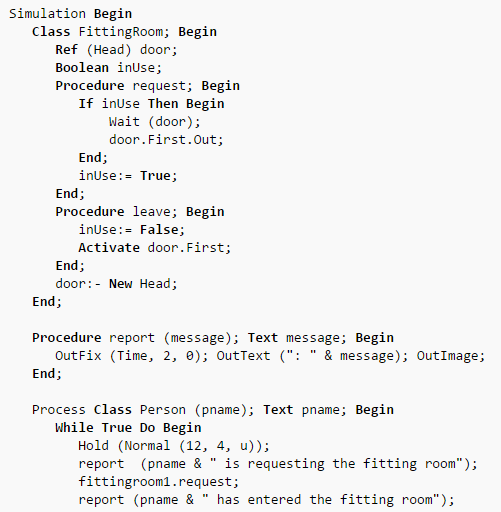 Simulation Begin
Class FittingRoom; Begin
Ref (Head) door;
Boolean inUse;
Procedure request; Begin
If inUse Then Begin
Wait (door);
door.First.Out;
End;
inUse:= True;
End;
Procedure leave; Begin
inUse:= False;
Activate door.First;
End;
door:- New Head;
End;
Procedure report (message); Text message; Begin
OutFix (Time, 2, 0); OutText (": " & message); OutImage;
End;
Process Class Person (pname); Text pname; Begin
While True Do Begin
Hold (Normal (12, 4, u));
report  (pname & " is requesting the fitting room");
fittingroom1.request;
report (pname & " has entered the fitting room");